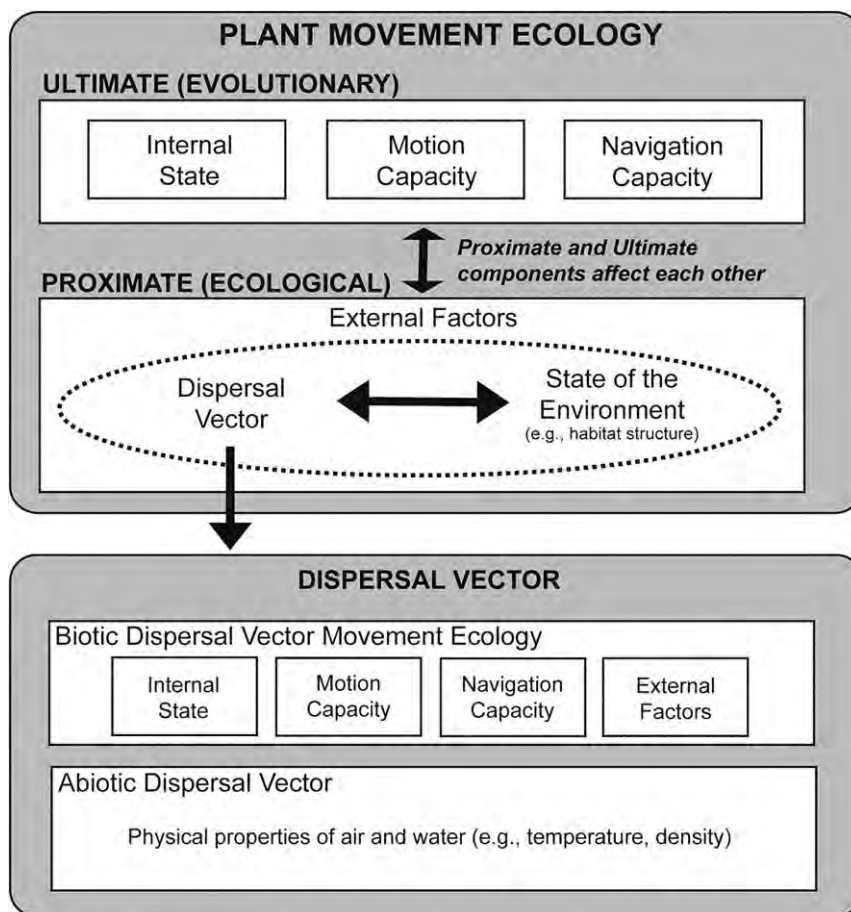 PLANT MOVEMENT ECOLOGY
ULTIMATE (EVOLUTIONARY)
Internal
State
Motion
Capacity
Navigation
Capacity
Proximate and Ultimate
components affect each other
PROXIMATE (ECOLOGICAL)
External Factors
Dispersal
Vector
State of the
Environment
(e.g., habitat structure)
DISPERSAL VECTOR
Biotic Dispersal Vector Movement Ecology
Internal
State
Motion
Capacity
Navigation
Capacity
External
Factors
Abiotic Dispersal Vector
Physical properties of air and water (e.g., temperature, density)